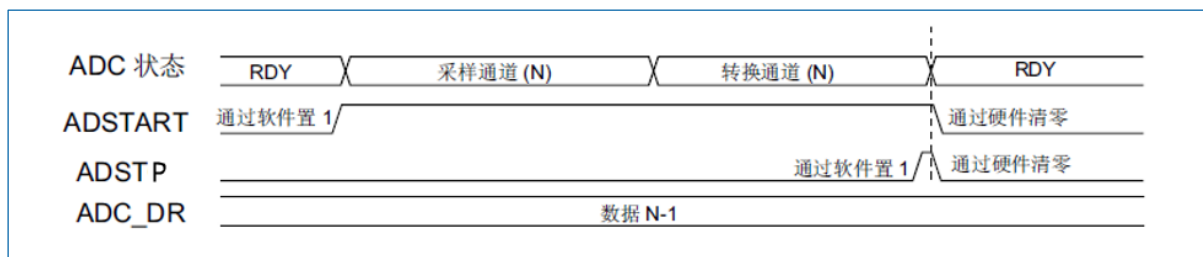 ADC 状态 RDY 采样通道 (N) 转换通道 (N) RDY
ADSTART 通过软件置 1 通过硬件清零
ADSTP 通过软件置 1 通过硬件清零
ADC_DR 数据 N-1